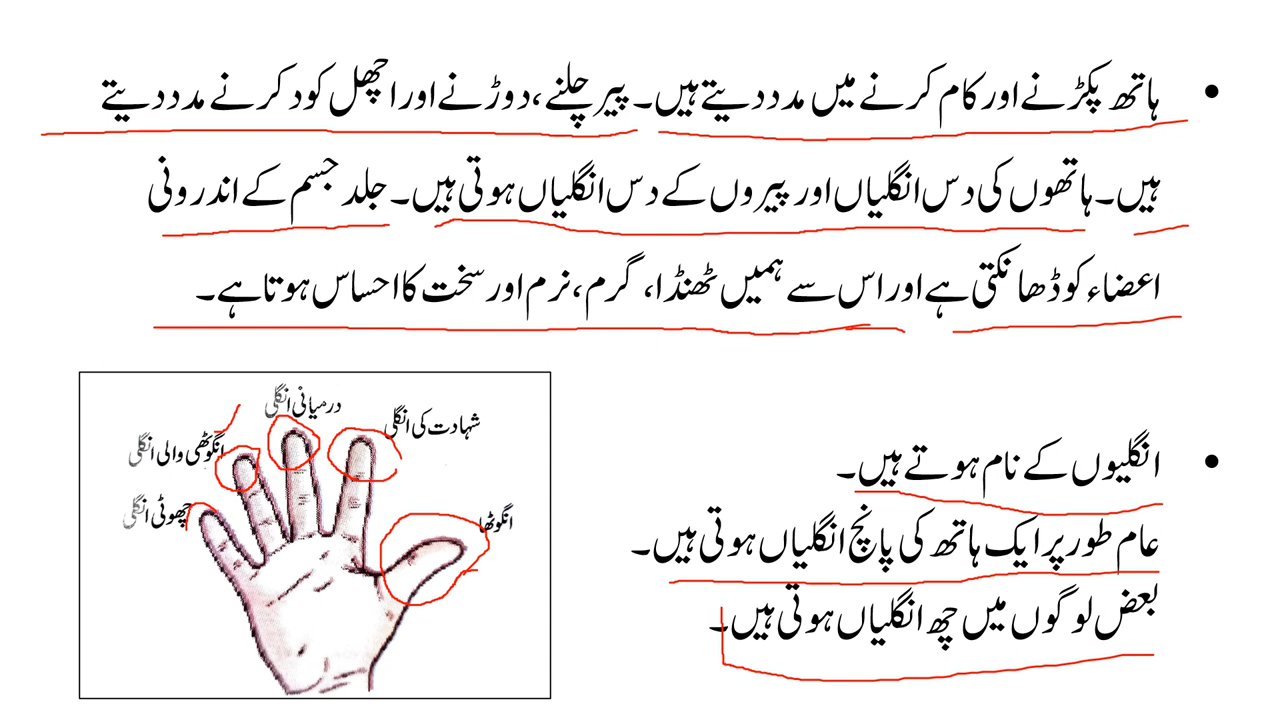 ہاتھ پکڑنے اور کام کرنے میں مدد دیتے ہیں۔ پیر چلنے، دوڑنے اور اچھل کود کرنے مدد دیتے
ہیں۔ ہاتھوں کی دس انگلیاں اور پیروں کے دس انگلیاں ہوتی ہیں۔ جلد جسم کے اندرونی
اعضاء کو ڈھانکتی ہے اور اس سے ہمیں ٹھنڈا، گرم، نرم اور سخت کا احساس ہوتا ہے۔
انگلیوں کے نام ہوتے ہیں۔
عام طور پر ایک ہاتھ کی پانچ انگلیاں ہوتی ہیں۔
بعض لوگوں میں چھ انگلیاں ہوتی ہیں۔
درمیانی انگلی
شہادت کی انگلی
انگوٹھی والی انگلی
چھوٹی انگلی
انگوٹھا